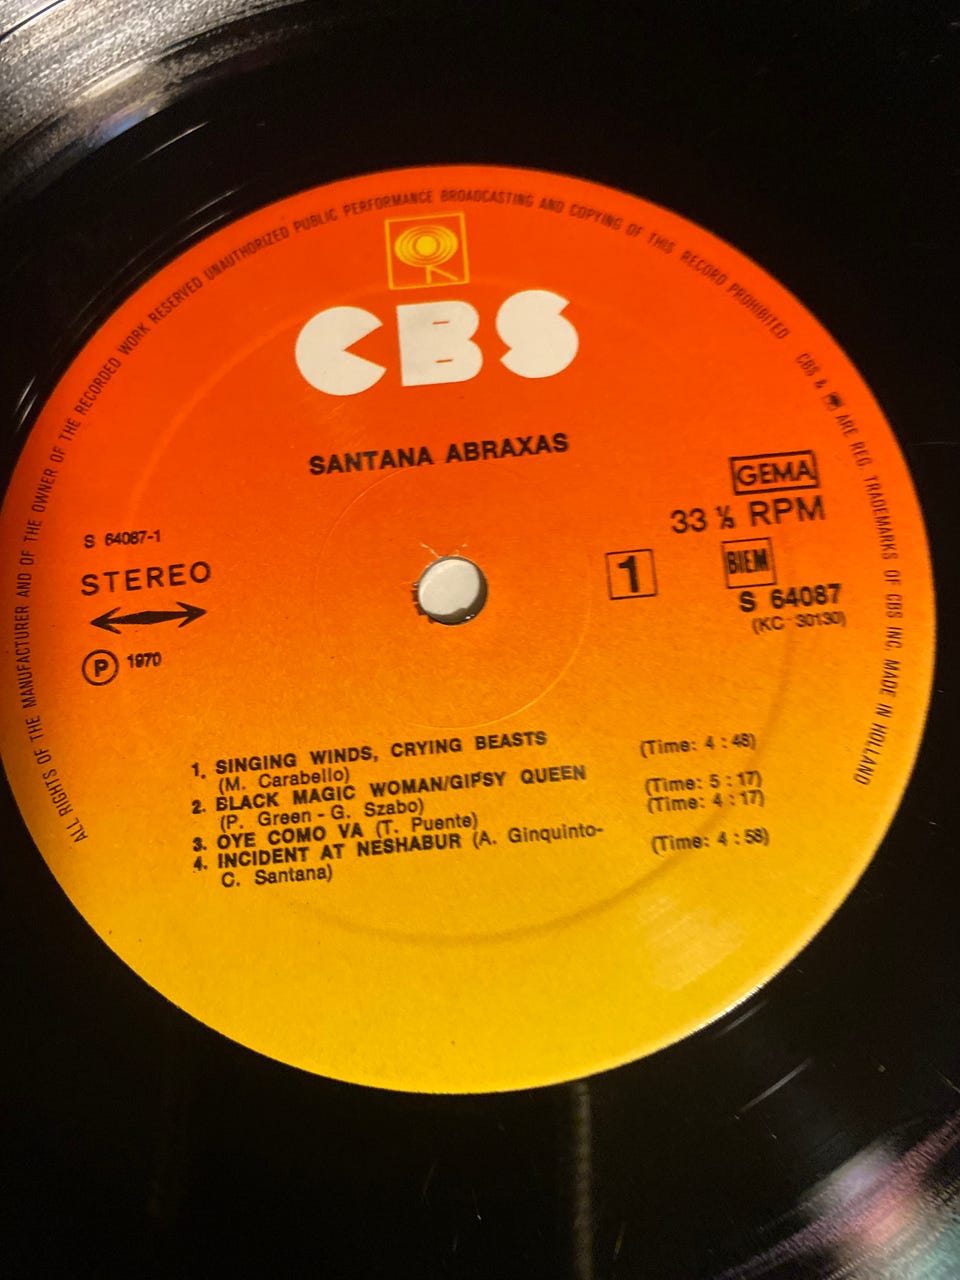 ALL RIGHTS OF THE MANUFACTURER AND OF THE OWNER OF THE RECORDED WORK RESERVED UNAUTHORIZED PUBLIC PERFORMANCE BROADCASTING AND COPYING OF THIS RECORD PROHIBITED
CBS & ARE REG. TRADEMARKS OF CBS INC. MADE IN HOLLAND
CBS
SANTANA ABRAXAS
GEMA
33 ⅓ RPM
S 64087-1
STEREO
1
BIEM
S 64087
(KC 30130)
Ⓟ 1970
1. SINGING WINDS, CRYING BEASTS (Time: 4 : 48)
(M. Carabello)
2. BLACK MAGIC WOMAN/GIPSY QUEEN (Time: 5 : 17)
(P. Green - G. Szabo)
3. OYE COMO VA (T. Puente) (Time: 4 : 17)
4. INCIDENT AT NESHABUR (A. Ginquinto- (Time: 4 : 58)
C. Santana)